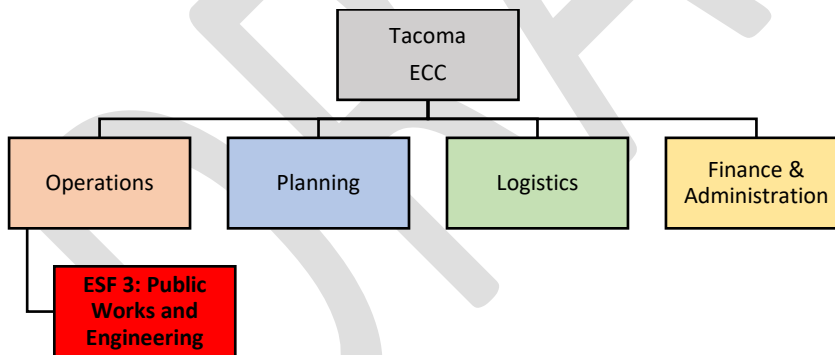 Tacoma
ECC
Operations
Planning
Logistics
Finance &
Administration
ESF 3: Public
Works and
Engineering